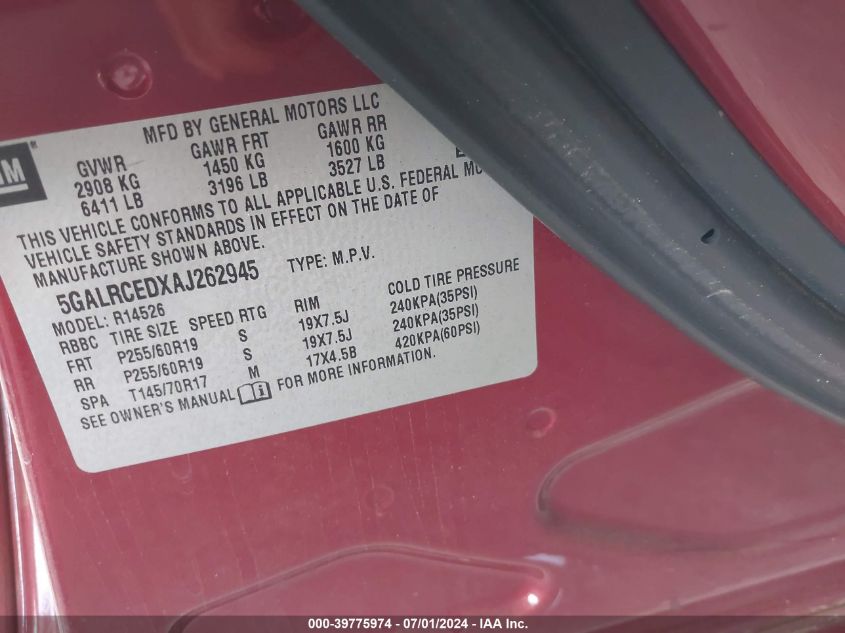 MFD BY GENERAL MOTORS LLC
GM
GVWR GAWR FRT GAWR RR
2908 KG 1450 KG 1600 KG
6411 LB 3196 LB 3527 LB
THIS VEHICLE CONFORMS TO ALL APPLICABLE U.S. FEDERAL
VEHICLE SAFETY STANDARDS IN EFFECT ON THE DATE OF
MANUFACTURE SHOWN ABOVE.
5GALRCEDXAJ262945 TYPE: M.P.V.
MODEL: R14526
RBBC TIRE SIZE SPEED RTG RIM COLD TIRE PRESSURE
FRT P255/60R19 S 19X7.5J 240KPA(35PSI)
RR P255/60R19 S 19X7.5J 240KPA(35PSI)
SPA T145/70R17 M 17X4.5B 420KPA(60PSI)
SEE OWNER'S MANUAL FOR MORE INFORMATION.
000-39775974 - 07/01/2024 - IAA Inc.